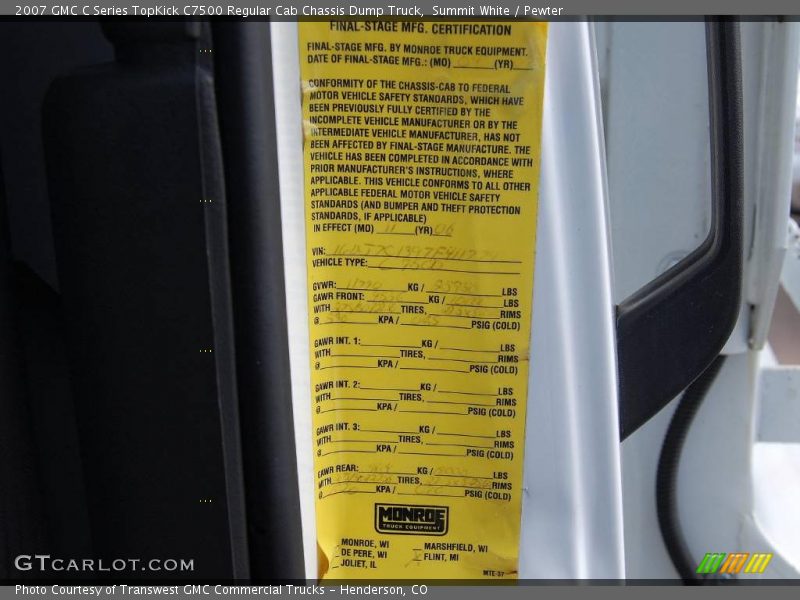 2007 GMC C Series TopKick C7500 Regular Cab Chassis Dump Truck, Summit White / Pewter
FINAL-STAGE MFG. CERTIFICATION
FINAL-STAGE MFG. BY MONROE TRUCK EQUIPMENT.
DATE OF FINAL-STAGE MFG.: (MO) (YR)
CONFORMITY OF THE CHASSIS-CAB TO FEDERAL
MOTOR VEHICLE SAFETY STANDARDS, WHICH HAVE
BEEN PREVIOUSLY FULLY CERTIFIED BY THE
INCOMPLETE VEHICLE MANUFACTURER OR BY THE
INTERMEDIATE VEHICLE MANUFACTURER, HAS NOT
BEEN AFFECTED BY FINAL-STAGE MANUFACTURE. THE
VEHICLE HAS BEEN COMPLETED IN ACCORDANCE WITH
PRIOR MANUFACTURER'S INSTRUCTIONS, WHERE
APPLICABLE. THIS VEHICLE CONFORMS TO ALL OTHER
APPLICABLE FEDERAL MOTOR VEHICLE SAFETY
STANDARDS (AND BUMPER AND THEFT PROTECTION
STANDARDS, IF APPLICABLE)
IN EFFECT (MO) 11 (YR) 06
VIN:
VEHICLE TYPE: C7500
GVWR: KG / LBS
GAWR FRONT: KG / LBS
WITH TIRES, RIMS
@ KPA / PSIG (COLD)
GAWR INT. 1: KG / LBS
WITH TIRES, RIMS
@ KPA / PSIG (COLD)
GAWR INT. 2: KG / LBS
WITH TIRES, RIMS
@ KPA / PSIG (COLD)
GAWR INT. 3: KG / LBS
WITH TIRES, RIMS
@ KPA / PSIG (COLD)
GAWR REAR: KG / LBS
WITH TIRES, RIMS
@ KPA / PSIG (COLD)
MONROE
TRUCK EQUIPMENT
MONROE, WI MARSHFIELD, WI
DE PERE, WI FLINT, MI
JOLIET, IL
MTE-37
GTCARLOT.COM
Photo Courtesy of Transwest GMC Commercial Trucks – Henderson, CO